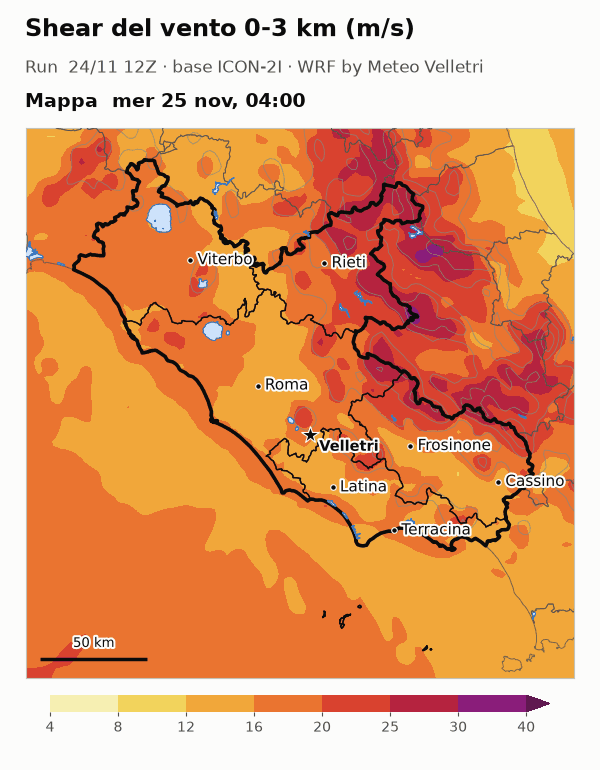 Shear del vento 0-3 km (m/s)
Run  24/11 12Z · base ICON-2I · WRF by Meteo Velletri
Mappa  mer 25 nov, 04:00
Viterbo
Rieti
Roma
Velletri
Frosinone
Cassino
Latina
Terracina
50 km
4 8 12 16 20 25 30 40